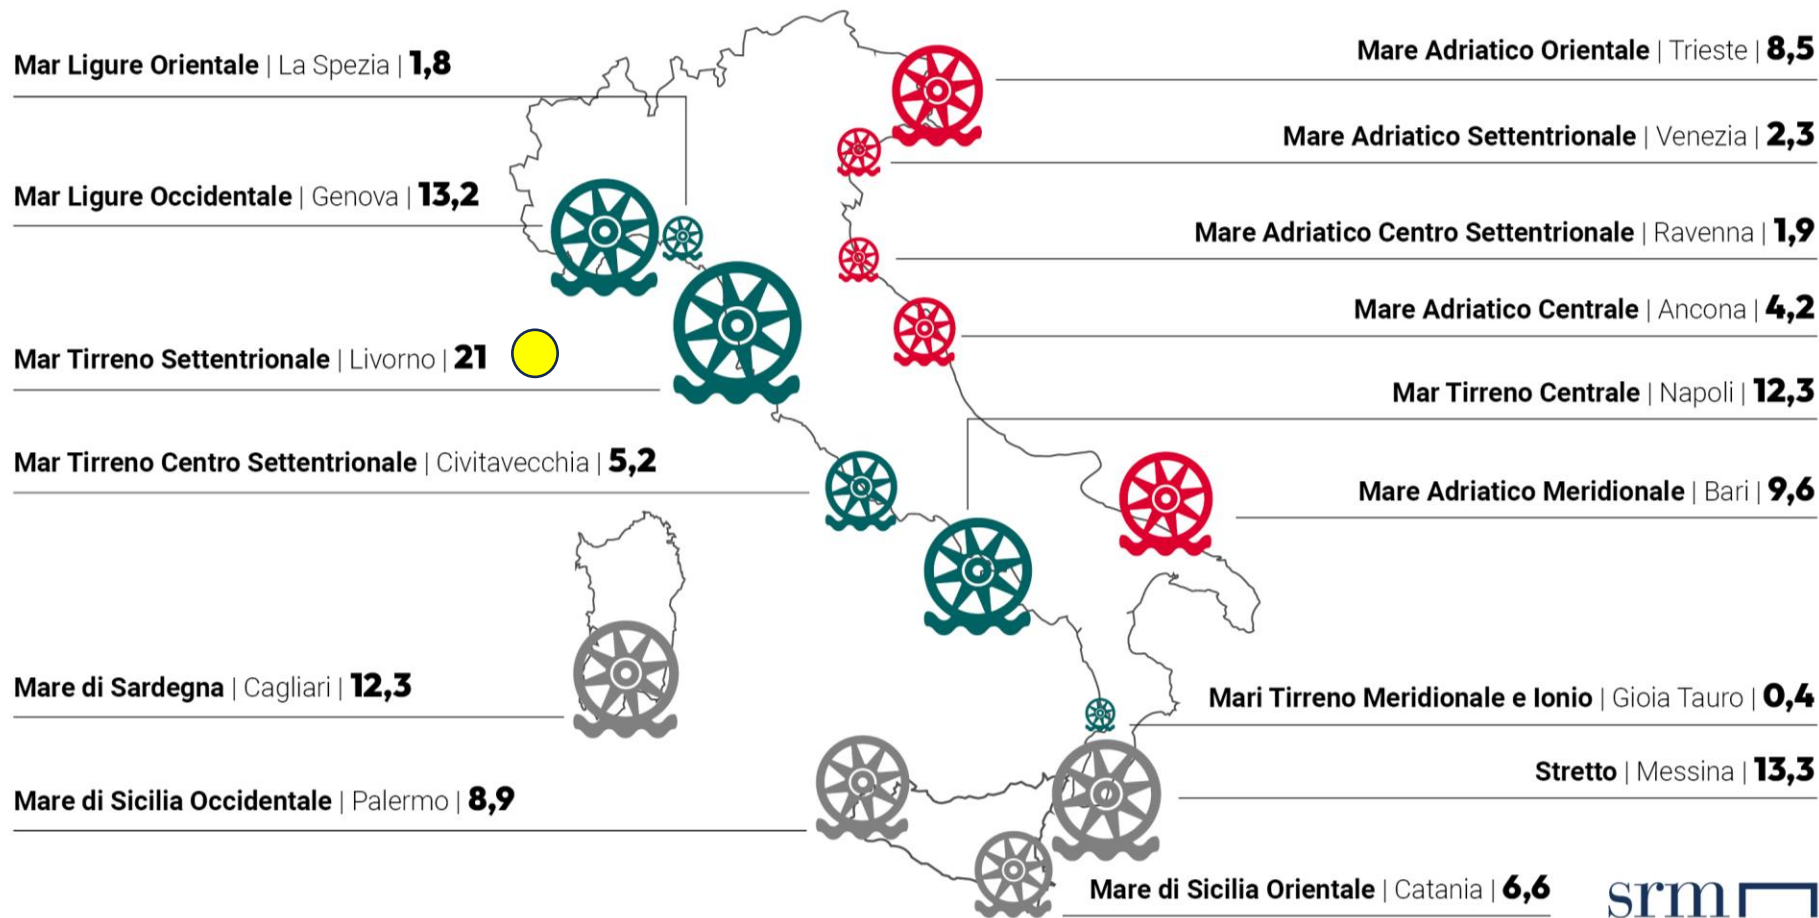 Mar Ligure Orientale | La Spezia | 1,8
Mar Ligure Occidentale | Genova | 13,2
Mar Tirreno Settentrionale | Livorno | 21
Mar Tirreno Centro Settentrionale | Civitavecchia | 5,2
Mare di Sardegna | Cagliari | 12,3
Mare di Sicilia Occidentale | Palermo | 8,9
Mare Adriatico Orientale | Trieste | 8,5
Mare Adriatico Settentrionale | Venezia | 2,3
Mare Adriatico Centro Settentrionale | Ravenna | 1,9
Mare Adriatico Centrale | Ancona | 4,2
Mar Tirreno Centrale | Napoli | 12,3
Mare Adriatico Meridionale | Bari | 9,6
Mari Tirreno Meridionale e Ionio | Gioia Tauro | 0,4
Stretto | Messina | 13,3
Mare di Sicilia Orientale | Catania | 6,6
srm